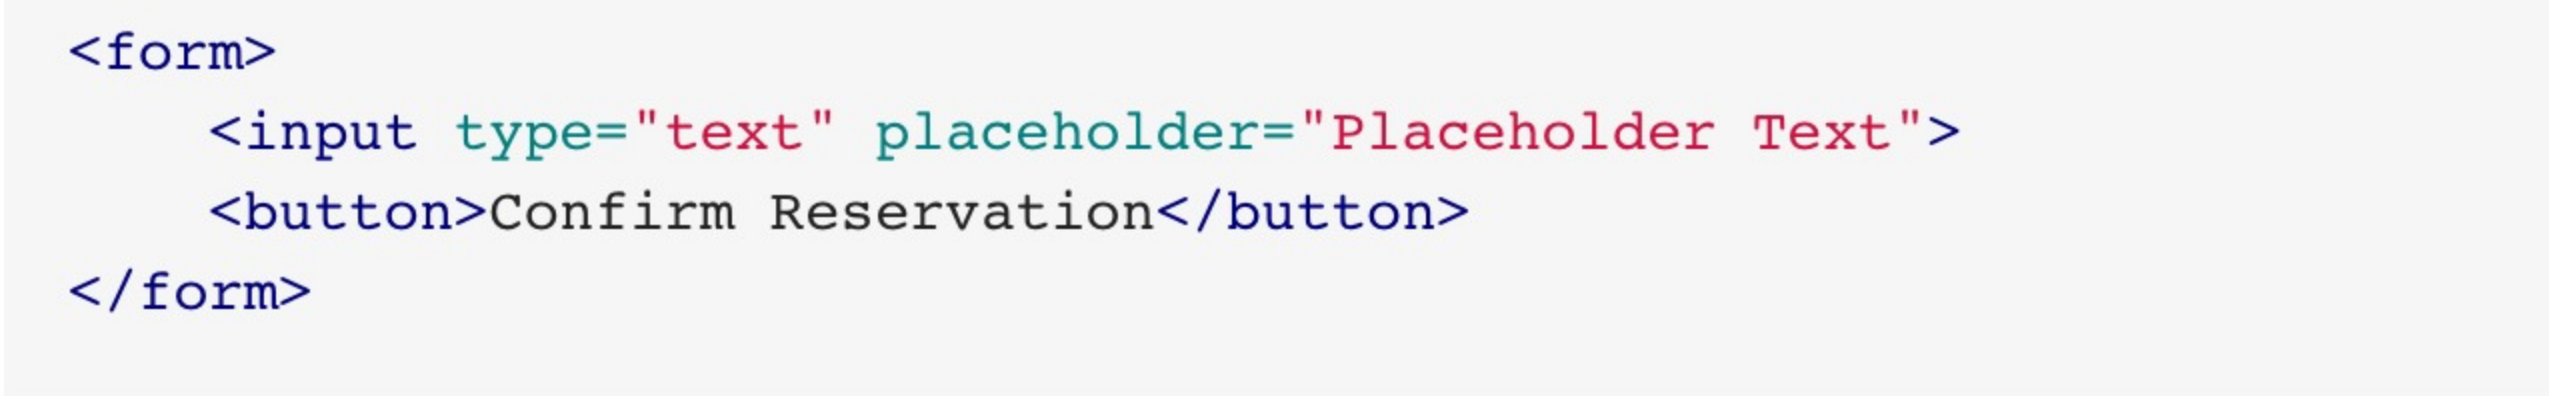 <form>
    <input type="text" placeholder="Placeholder Text">
    <button>Confirm Reservation</button>
</form>